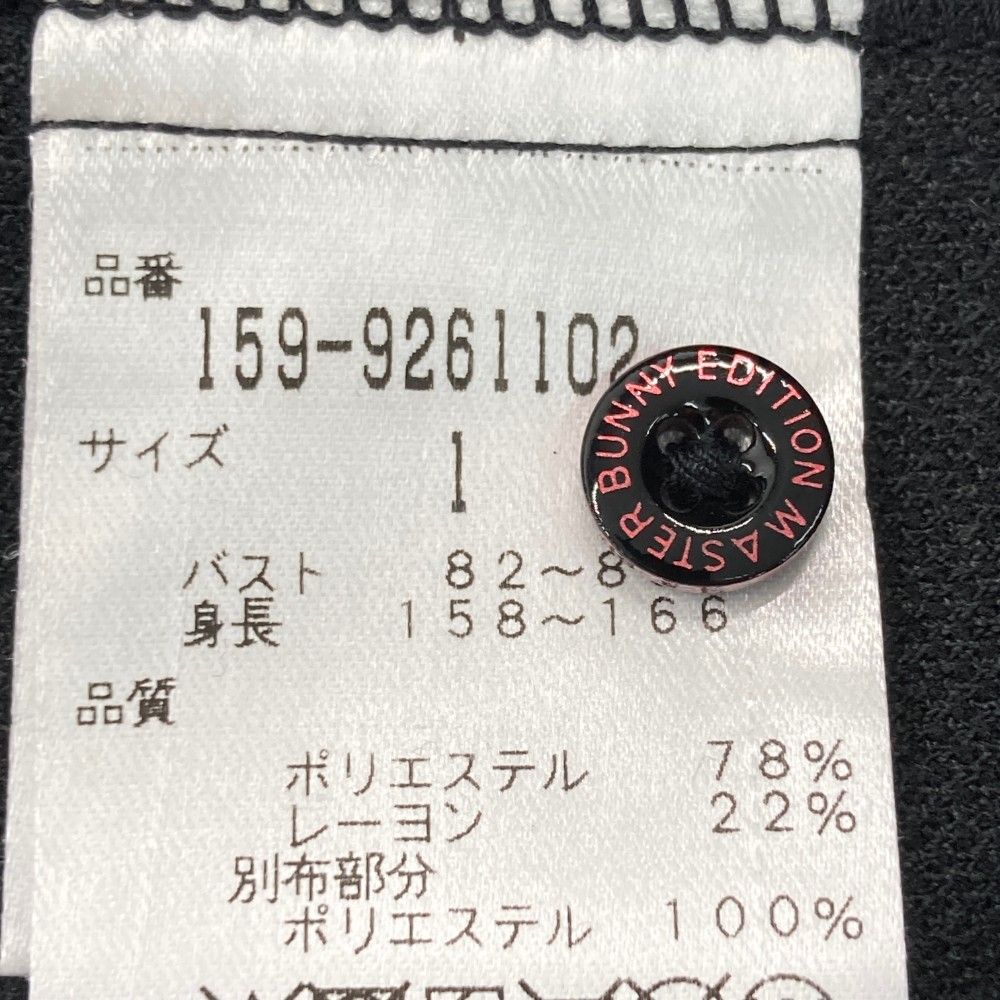 品番
159-9261102
サイズ 1
バスト 82～8
身長 158～166
品質
ポリエステル 78%
レーヨン 22%
別布部分
ポリエステル 100%
MASTER BUNNY EDITION